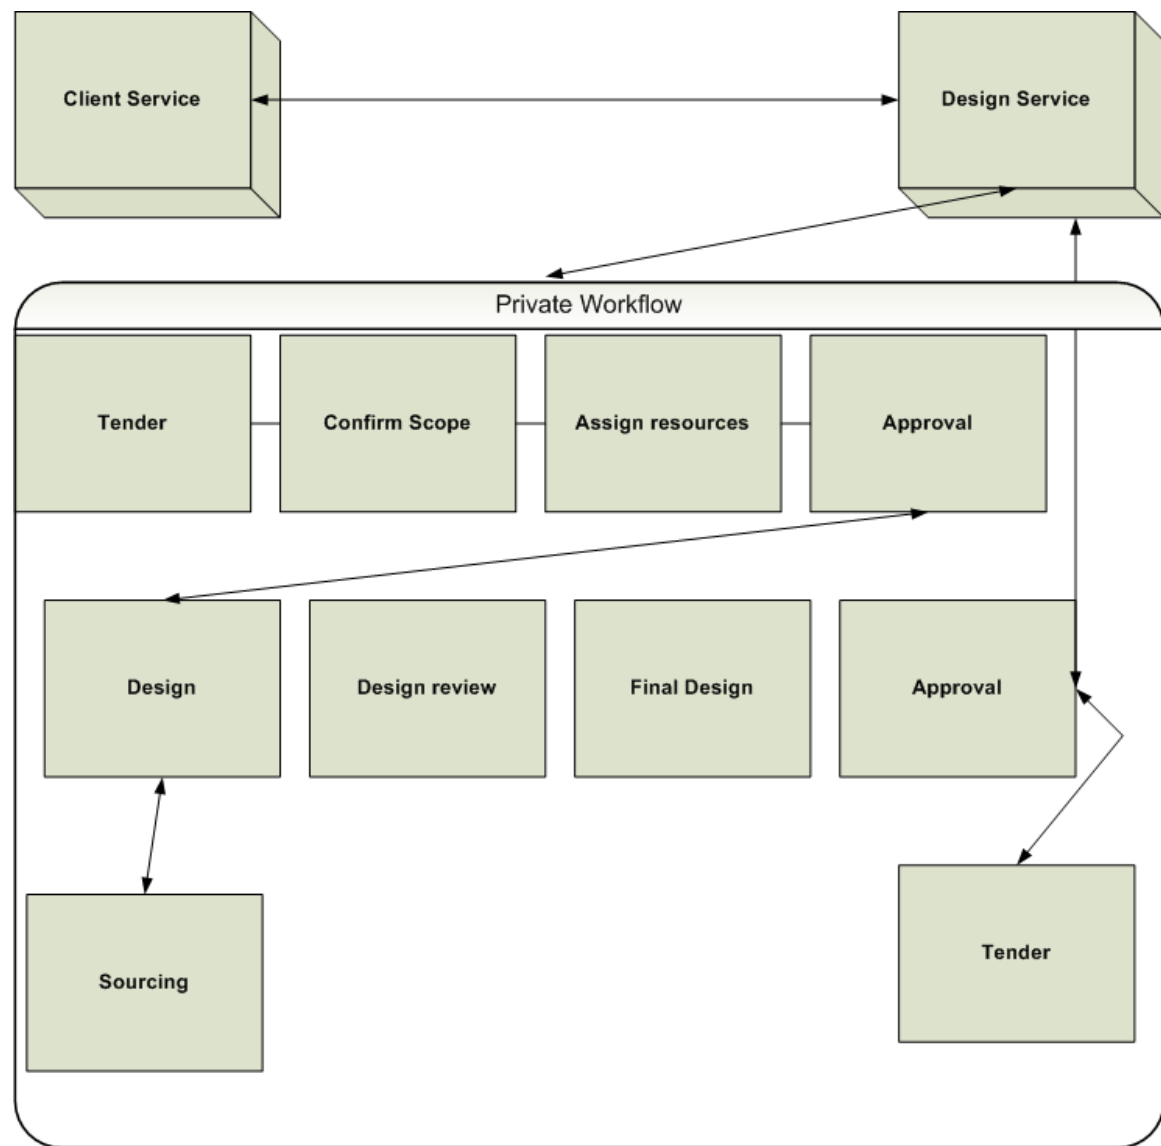 Client Service
Design Service
Private Workflow
Tender
Confirm Scope
Assign resources
Approval
Design
Design review
Final Design
Approval
Sourcing
Tender